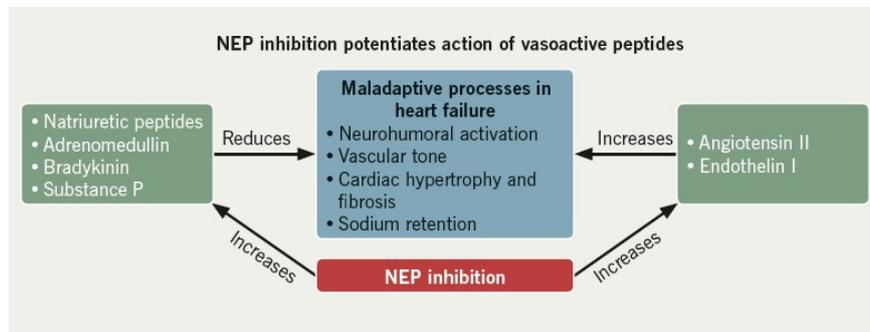 NEP inhibition potentiates action of vasoactive peptides
• Natriuretic peptides
• Adrenomedullin
• Bradykinin
• Substance P
Reduces
Maladaptive processes in
heart failure
• Neurohumoral activation
• Vascular tone
• Cardiac hypertrophy and
fibrosis
• Sodium retention
Increases
• Angiotensin II
• Endothelin I
Increases
NEP inhibition
Increases